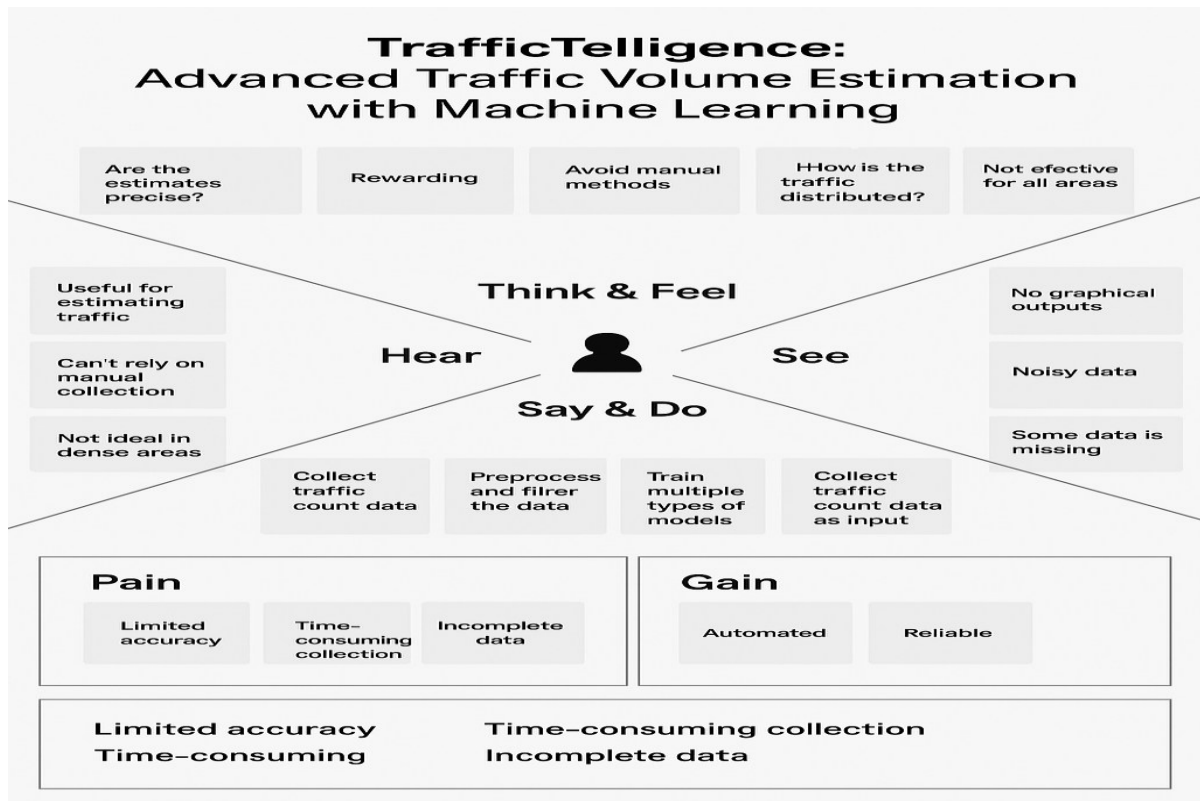 TrafficTelligence:
Advanced Traffic Volume Estimation
with Machine Learning
Are the
estimates
precise?
Rewarding
Avoid manual
methods
HHow is the
traffic
distributed?
Not efective
for all areas
Think & Feel
Useful for
estimating
traffic
Can't rely on
manual
collection
Not ideal in
dense areas
Hear
See
No graphical
outputs
Noisy data
Some data is
missing
Say & Do
Collect
traffic
count data
Preprocess
and filrer
the data
Train
multiple
types of
models
Collect
traffic
count data
as input
Pain
Limited
accuracy
Time-
consuming
collection
Incomplete
data
Gain
Automated
Reliable
Limited accuracy
Time-consuming
Time-consuming collection
Incomplete data